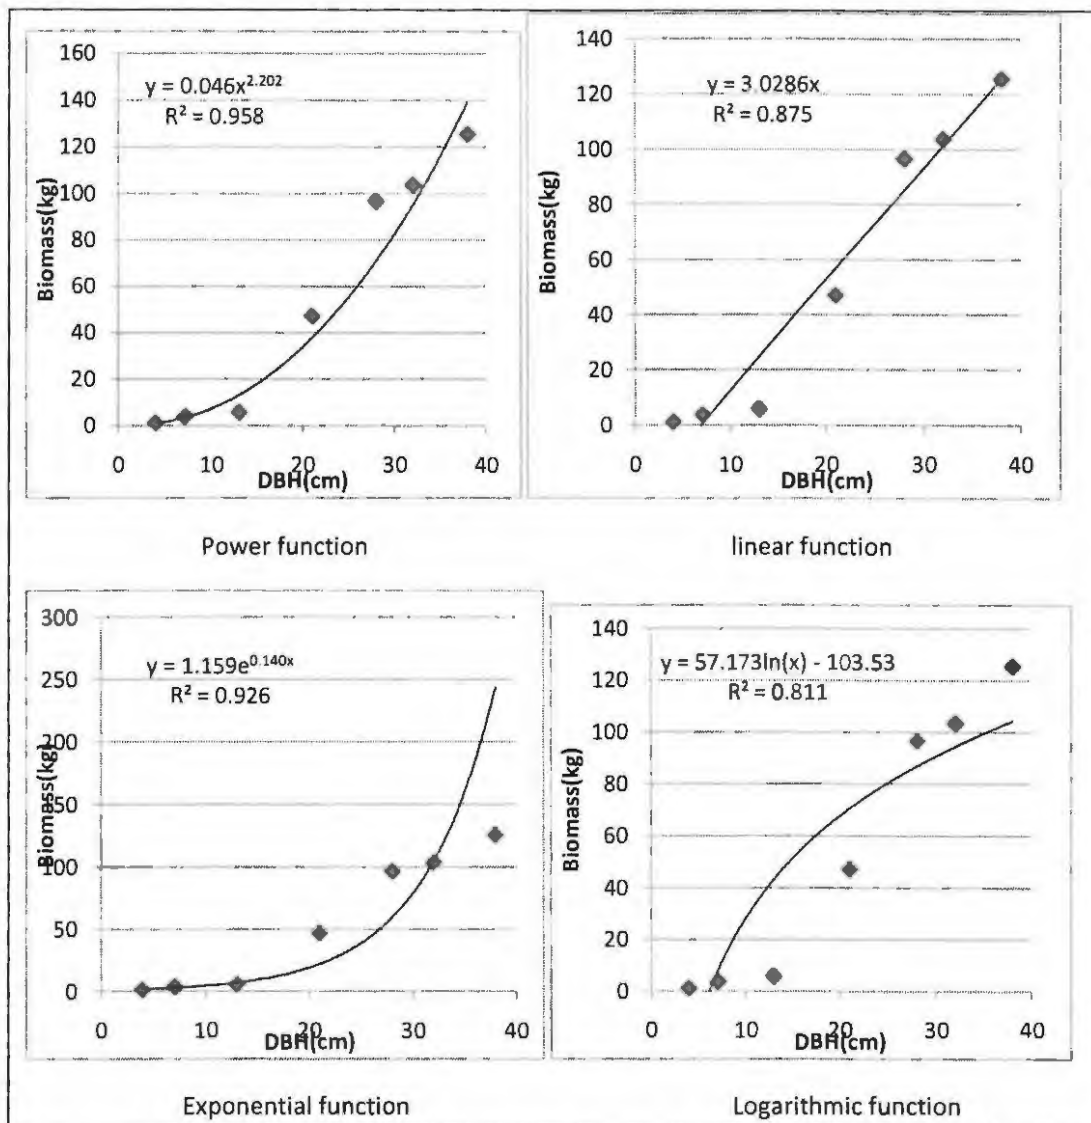 160
140
120
100
80
60
40
20
0
0 10 20 30 40
Biomass(kg)
DBH(cm)
y = 0.046x^2.202
R² = 0.958
Power function
140
120
100
80
60
40
20
0
0 10 20 30 40
Biomass(kg)
DBH(cm)
y = 3.0286x
R² = 0.875
linear function
300
250
200
150
100
50
0
0 10 20 30 40
Biomass(kg)
DBH(cm)
y = 1.159e^0.140x
R² = 0.926
Exponential function
140
120
100
80
60
40
20
0
0 10 20 30 40
Biomass(kg)
DBH(cm)
y = 57.173ln(x) - 103.53
R² = 0.811
Logarithmic function